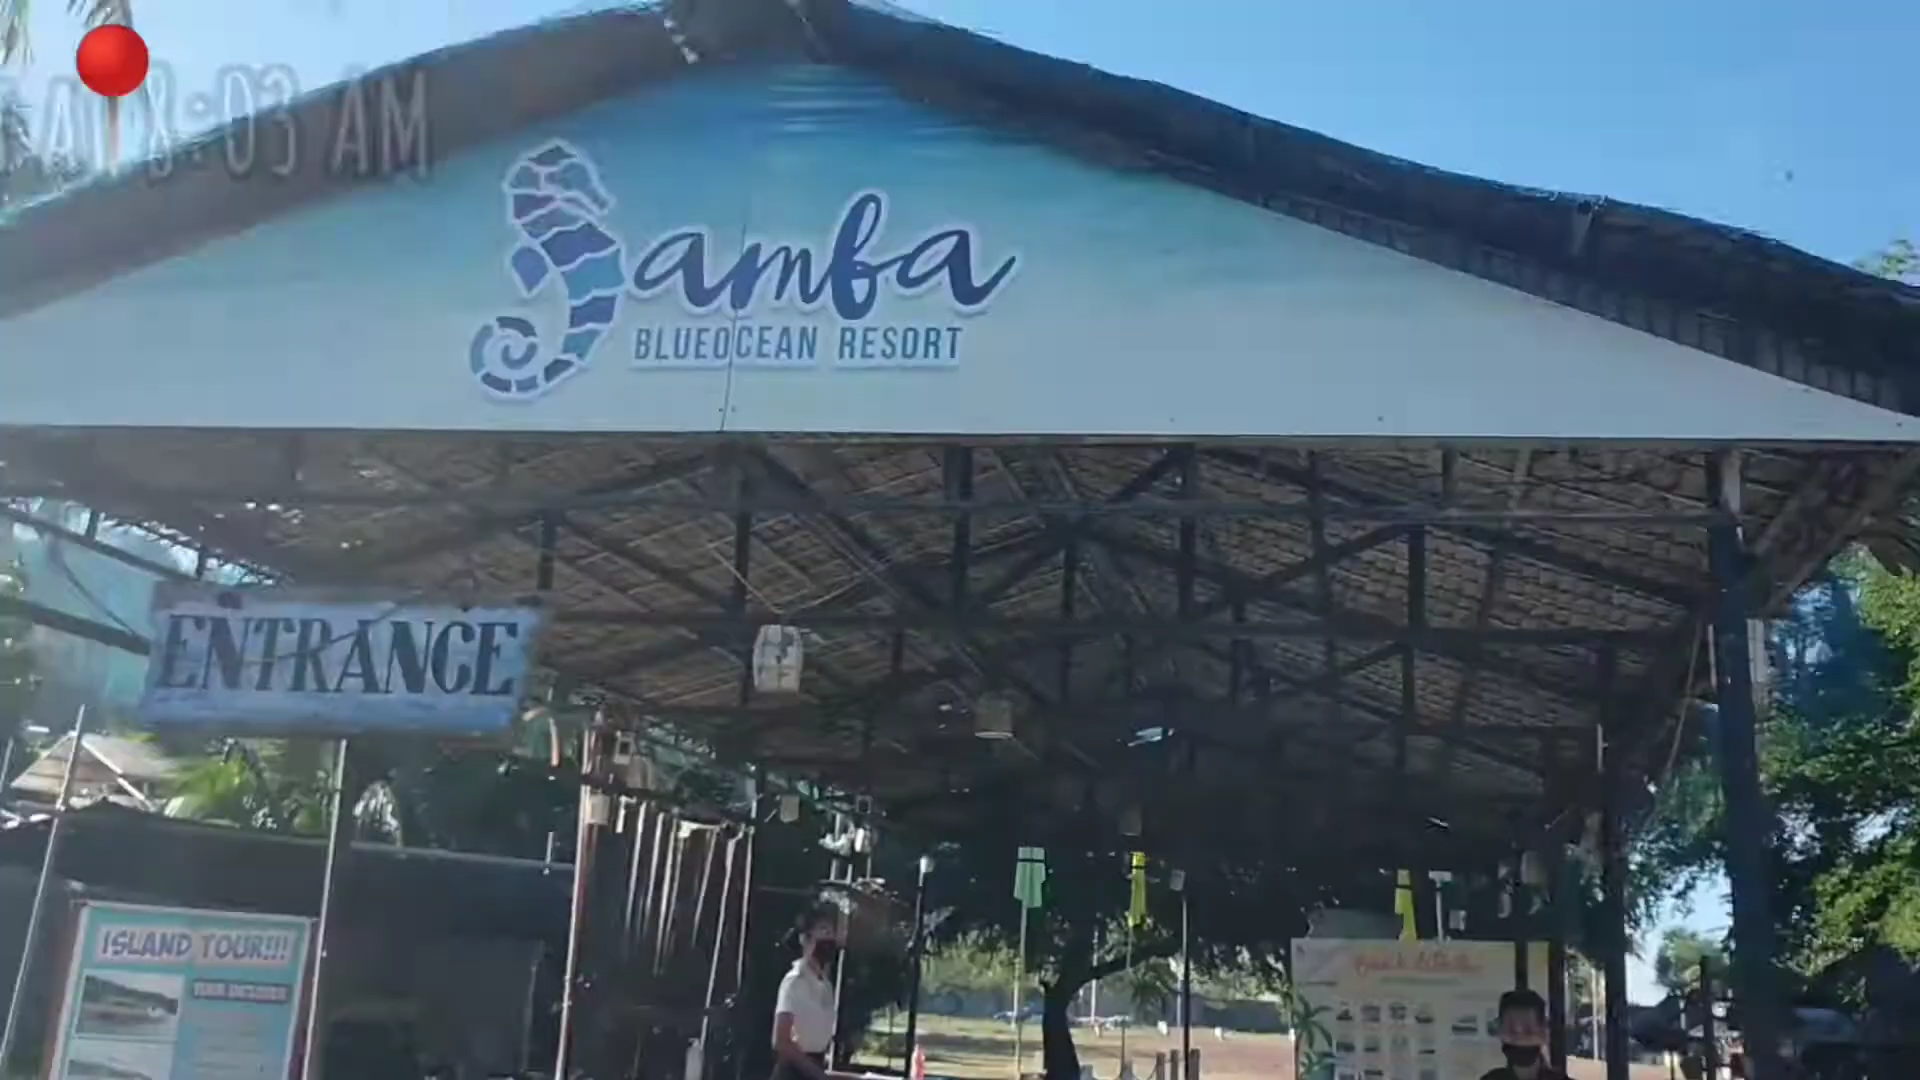 8:03 AM
Samba
BLUEOCEAN RESORT
ENTRANCE
ISLAND TOUR!!!